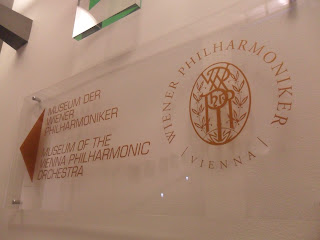 MUSEUM DER
WIENER
PHILHARMONIKER
MUSEUM OF THE
VIENNA PHILHARMONIC
ORCHESTRA
WIENER PHILHARMONIKER
VIENNA